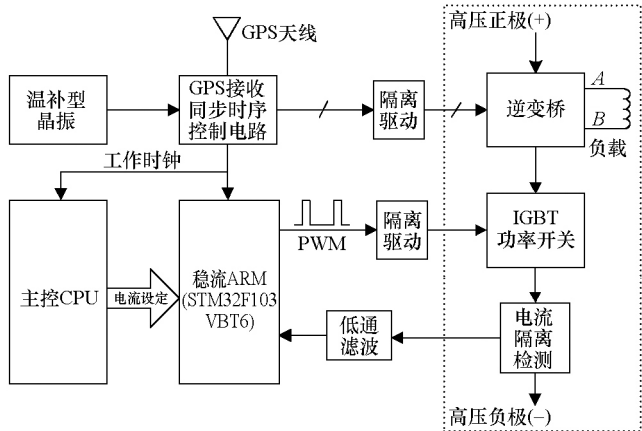 GPS天线
高压正极(+)
温补型
晶振
GPS接收
同步时序
控制电路
隔离
驱动
逆变桥
A
B
负载
工作时钟
主控CPU
电流设定
稳流ARM
(STM32F103
VBT6)
PWM
隔离
驱动
IGBT
功率开关
低通
滤波
电流
隔离
检测
高压负极(−)